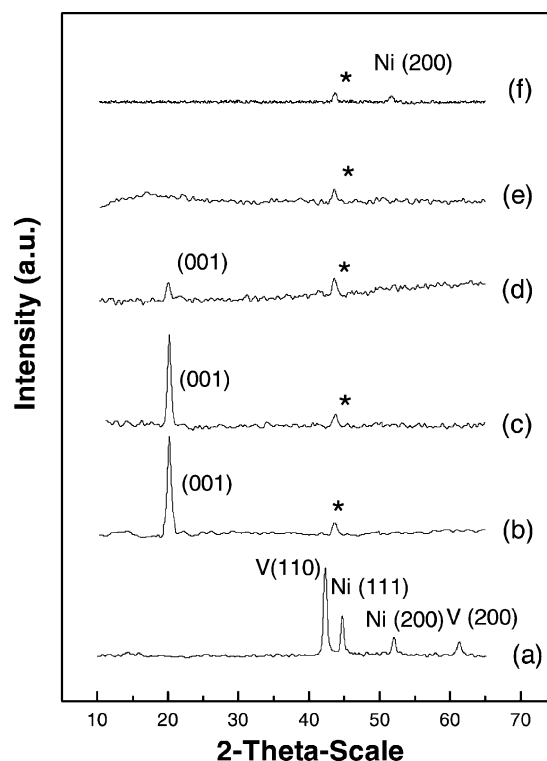 * Ni (200)
(f)
*
(e)
(001) *
(d)
(001) *
(c)
(001) *
(b)
V(110)
Ni (111)
Ni (200) V (200)
(a)
Intensity (a.u.)
10 20 30 40 50 60 70
2-Theta-Scale